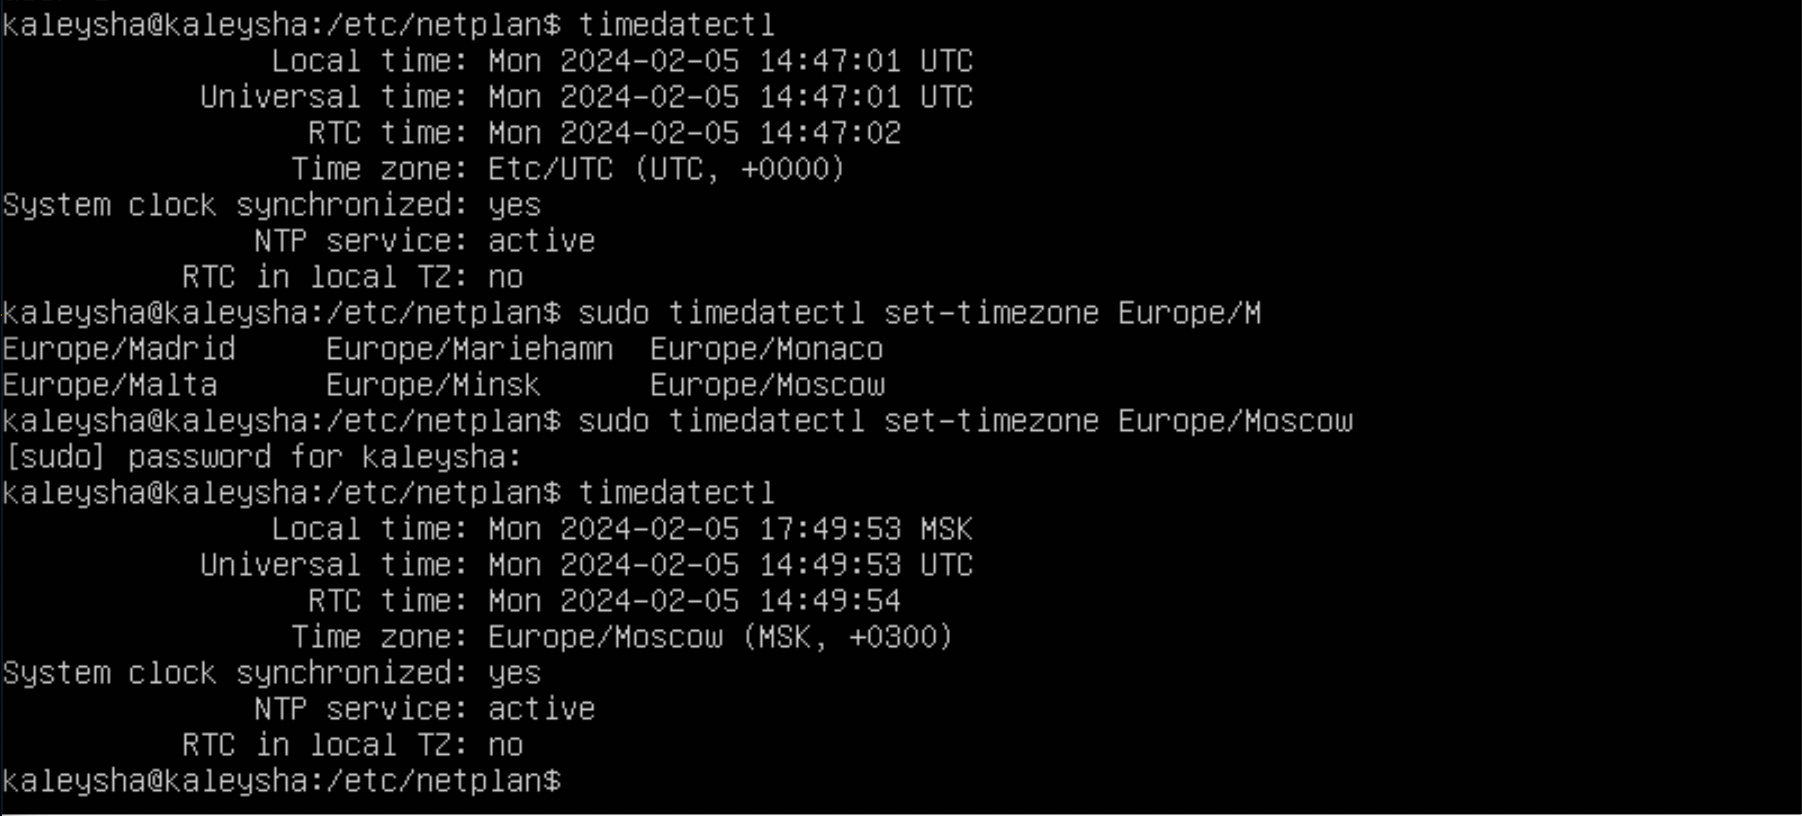 kaleysha@kaleysha:/etc/netplan$ timedatectl
Local time: Mon 2024-02-05 14:47:01 UTC
Universal time: Mon 2024-02-05 14:47:01 UTC
RTC time: Mon 2024-02-05 14:47:02
Time zone: Etc/UTC (UTC, +0000)
System clock synchronized: yes
NTP service: active
RTC in local TZ: no
kaleysha@kaleysha:/etc/netplan$ sudo timedatectl set-timezone Europe/M
Europe/Madrid Europe/Mariehamn Europe/Monaco
Europe/Malta Europe/Minsk Europe/Moscow
kaleysha@kaleysha:/etc/netplan$ sudo timedatectl set-timezone Europe/Moscow
[sudo] password for kaleysha:
kaleysha@kaleysha:/etc/netplan$ timedatectl
Local time: Mon 2024-02-05 17:49:53 MSK
Universal time: Mon 2024-02-05 14:49:53 UTC
RTC time: Mon 2024-02-05 14:49:54
Time zone: Europe/Moscow (MSK, +0300)
System clock synchronized: yes
NTP service: active
RTC in local TZ: no
kaleysha@kaleysha:/etc/netplan$